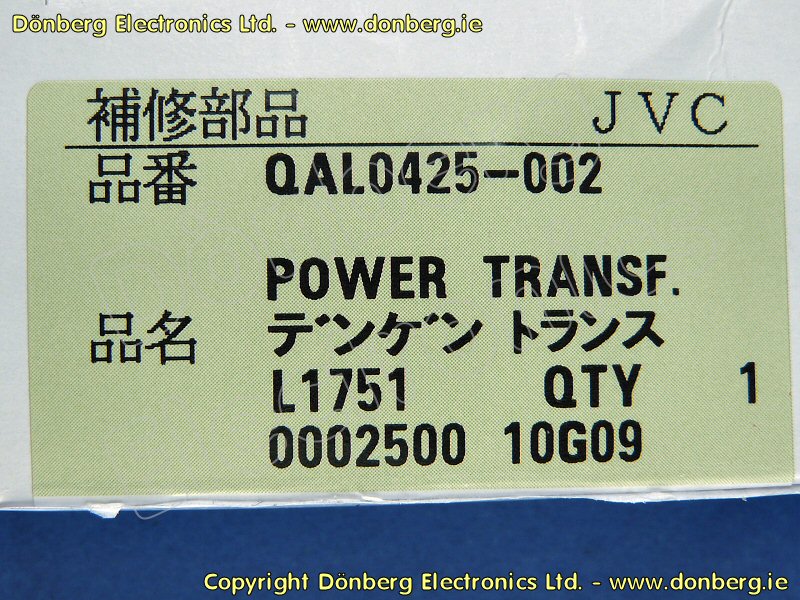 Dönberg Electronics Ltd. - www.donberg.ie
補修部品 JVC
品番 QAL0425-002
POWER TRANSF.
品名 デンゲン トランス
L1751 QTY 1
0002500 10G09
Copyright Dönberg Electronics Ltd. - www.donberg.ie